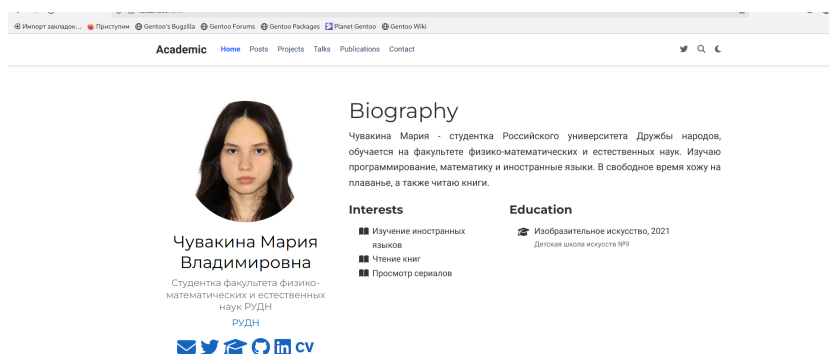 Импорт закладок... Приступим Gentoo's Bugzilla Gentoo Forums Gentoo Packages Planet Gentoo Gentoo Wiki
Academic Home Posts Projects Talks Publications Contact
Biography
Чувакина Мария - студентка Российского университета Дружбы народов,
обучается на факультете физико-математических и естественных наук. Изучаю
программирование, математику и иностранные языки. В свободное время хожу на
плаванье, а также читаю книги.
Interests
Изучение иностранных
языков
Чтение книг
Просмотр сериалов
Education
Изобразительное искусство, 2021
Детская школа искусств №9
Чувакина Мария
Владимировна
Студентка факультета физико-
математических и естественных
наук РУДН
РУДН
in CV